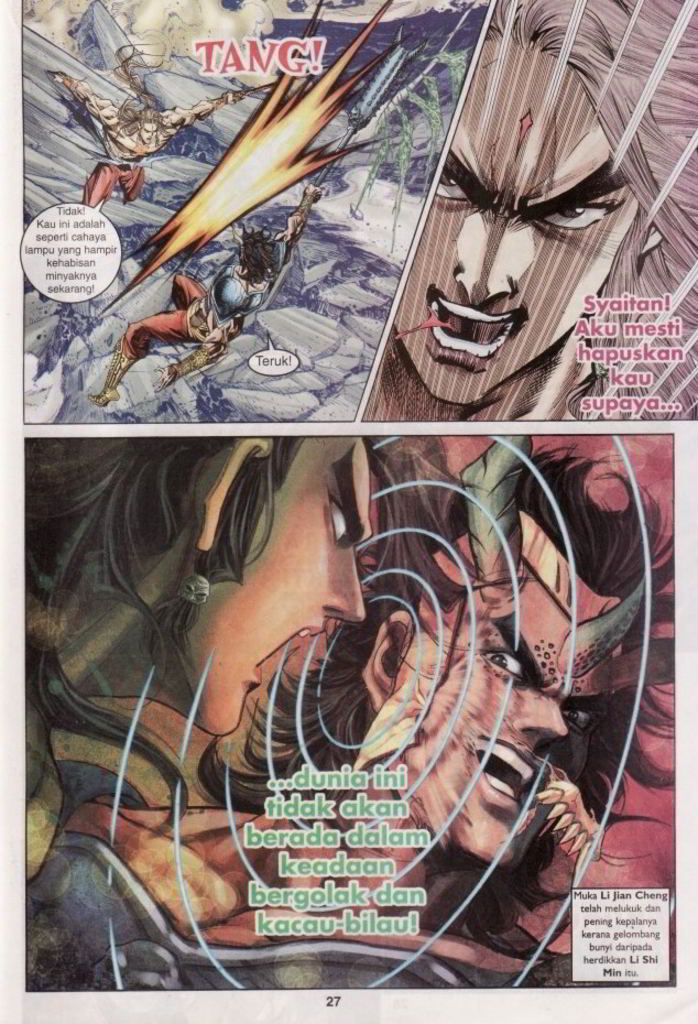 TANG!
Tidak!
Kau ini adalah
seperti cahaya
lampu yang hampir
kehabisan
minyaknya
sekarang!
Teruk!
Syaitan!
Aku mesti
hapuskan
kau
supaya...
...dunia ini
tidak akan
berada dalam
keadaan
bergolak dan
kacau-bilau!
Muka Li Jian Cheng
telah melukuk dan
pening kepalanya
kerana gelombang
bunyi daripada
herdikkan Li Shi
Min itu.
27